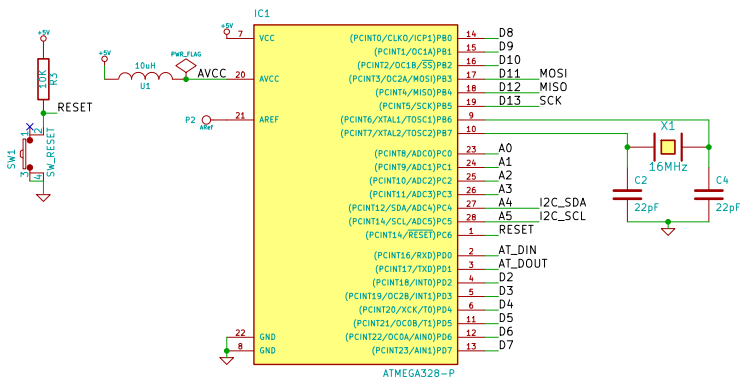 IC1
+5V
7 VCC
+5V
10uH
U1
PWR_FLAG
AVCC
20 AVCC
P2
ARef
21 AREF
22 GND
8 GND
(PCINT0/CLKO/ICP1)PB0 14 D8
(PCINT1/OC1A)PB1 15 D9
(PCINT2/OC1B/SS)PB2 16 D10
(PCINT3/OC2A/MOSI)PB3 17 D11 MOSI
(PCINT4/MISO)PB4 18 D12 MISO
(PCINT5/SCK)PB5 19 D13 SCK
(PCINT6/XTAL1/TOSC1)PB6 9
(PCINT7/XTAL2/TOSC2)PB7 10
(PCINT8/ADC0)PC0 23 A0
(PCINT9/ADC1)PC1 24 A1
(PCINT10/ADC2)PC2 25 A2
(PCINT11/ADC3)PC3 26 A3
(PCINT12/SDA/ADC4)PC4 27 A4 I2C_SDA
(PCINT14/SCL/ADC5)PC5 28 A5 I2C_SCL
(PCINT14/RESET)PC6 1 RESET
(PCINT16/RXD)PD0 2 AT_DIN
(PCINT17/TXD)PD1 3 AT_DOUT
(PCINT18/INT0)PD2 4 D2
(PCINT19/OC2B/INT1)PD3 5 D3
(PCINT20/XCK/T0)PD4 6 D4
(PCINT21/OC0B/T1)PD5 11 D5
(PCINT22/OC0A/AIN0)PD6 12 D6
(PCINT23/AIN1)PD7 13 D7
ATMEGA328-P
+5V
10K
R3
RESET
1 2
SW1
SW_RESET
3 4
X1
16MHz
C2
22pF
C4
22pF